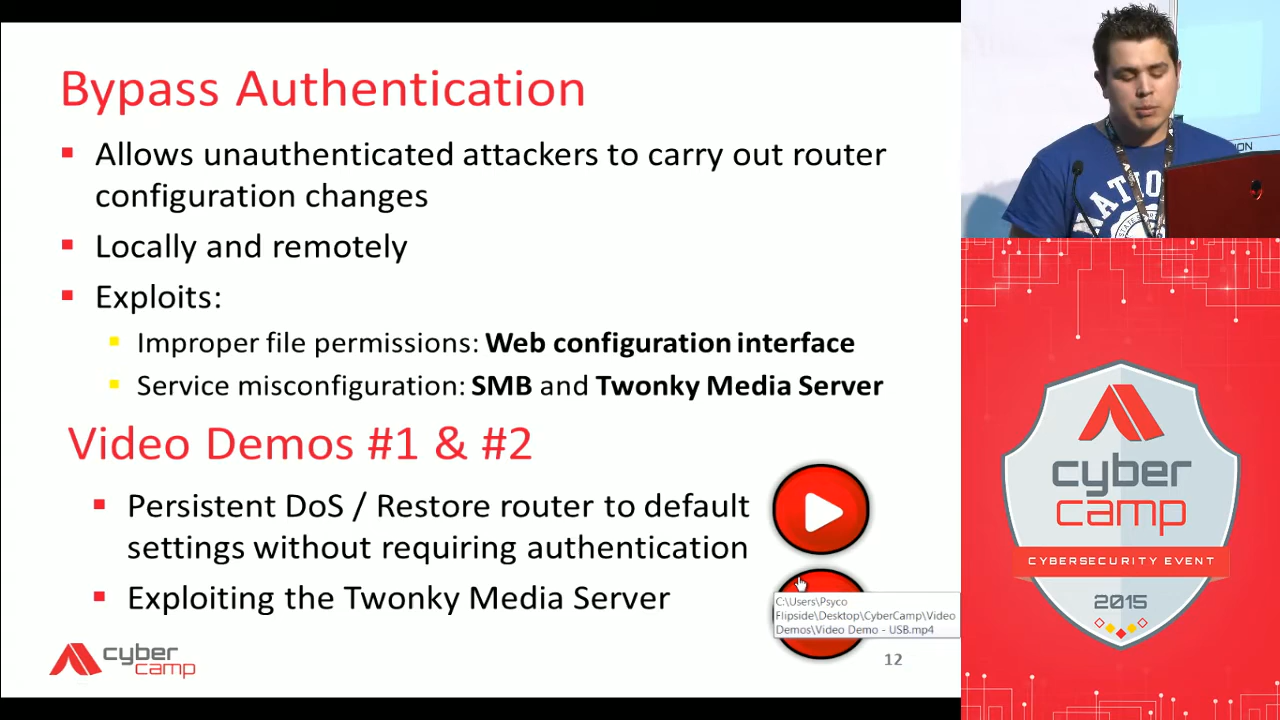 Bypass Authentication
Allows unauthenticated attackers to carry out router
configuration changes
Locally and remotely
Exploits:
Improper file permissions: Web configuration interface
Service misconfiguration: SMB and Twonky Media Server
Video Demos #1 & #2
Persistent DoS / Restore router to default
settings without requiring authentication
Exploiting the Twonky Media Server
C:\Users\Psyco
Flipside\Desktop\CyberCamp\Video
Demos\Video Demo - USB.mp4
cyber
camp
12
cyber
camp
CYBERSECURITY EVENT
2015